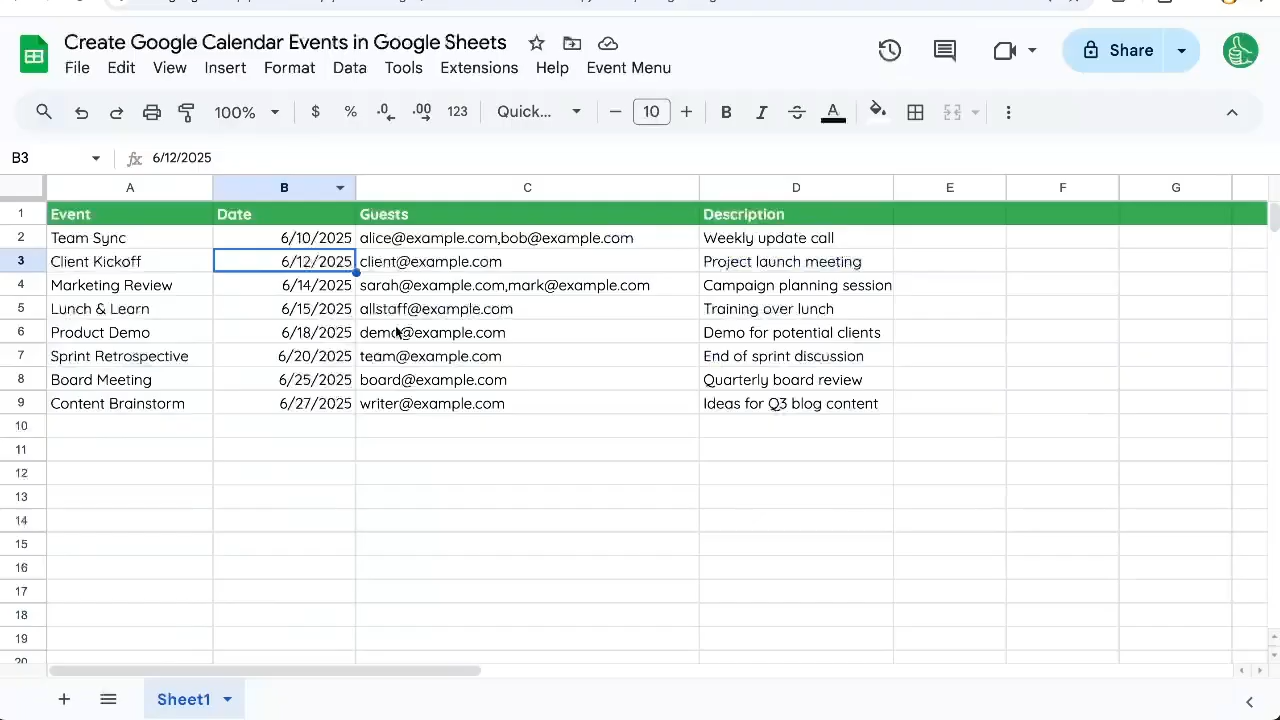 Create Google Calendar Events in Google Sheets
File Edit View Insert Format Data Tools Extensions Help Event Menu
Share
100% $ % .0 .00 123 Quick... 10 B I S A
B3 fx 6/12/2025
A B C D E F G
1 Event Date Guests Description
2 Team Sync 6/10/2025 alice@example.com,bob@example.com Weekly update call
3 Client Kickoff 6/12/2025 client@example.com Project launch meeting
4 Marketing Review 6/14/2025 sarah@example.com,mark@example.com Campaign planning session
5 Lunch & Learn 6/15/2025 allstaff@example.com Training over lunch
6 Product Demo 6/18/2025 demo@example.com Demo for potential clients
7 Sprint Retrospective 6/20/2025 team@example.com End of sprint discussion
8 Board Meeting 6/25/2025 board@example.com Quarterly board review
9 Content Brainstorm 6/27/2025 writer@example.com Ideas for Q3 blog content
10
11
12
13
14
15
16
17
18
19
20
Sheet1